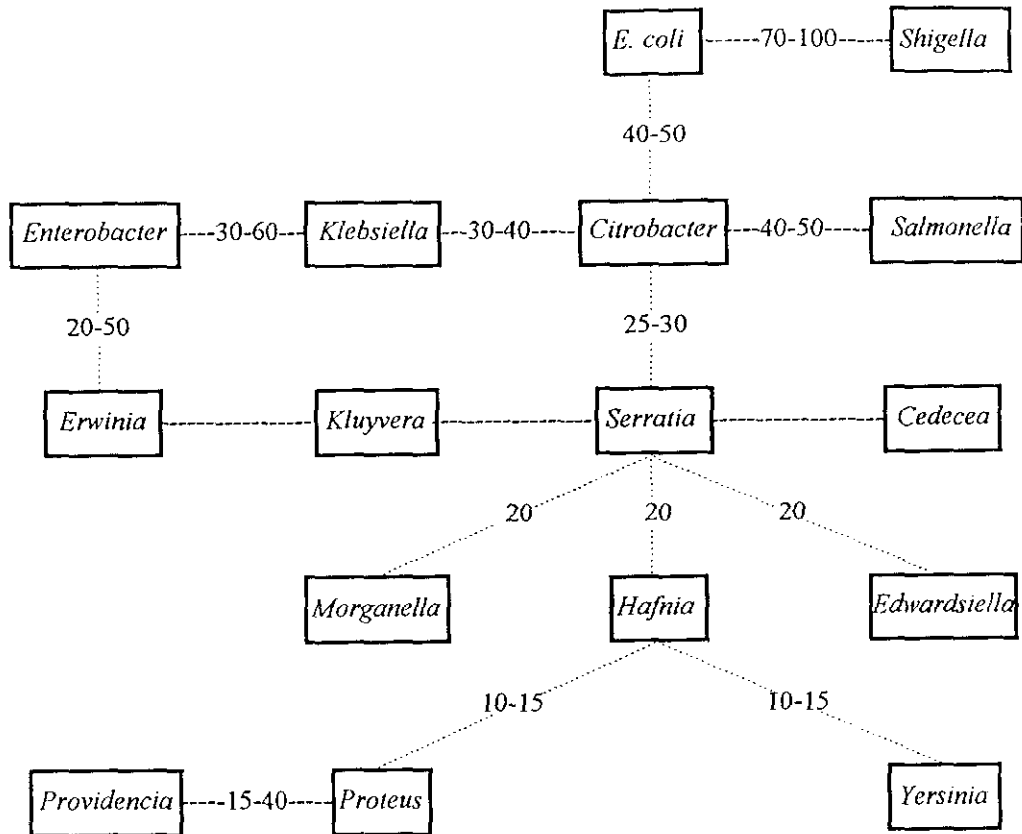 E. coli 70-100 Shigella
40-50
Enterobacter 30-60 Klebsiella 30-40 Citrobacter 40-50 Salmonella
20-50 25-30
Erwinia Kluyvera Serratia Cedecea
20 20 20
Morganella Hafnia Edwardsiella
10-15 10-15
Providencia 15-40 Proteus Yersinia